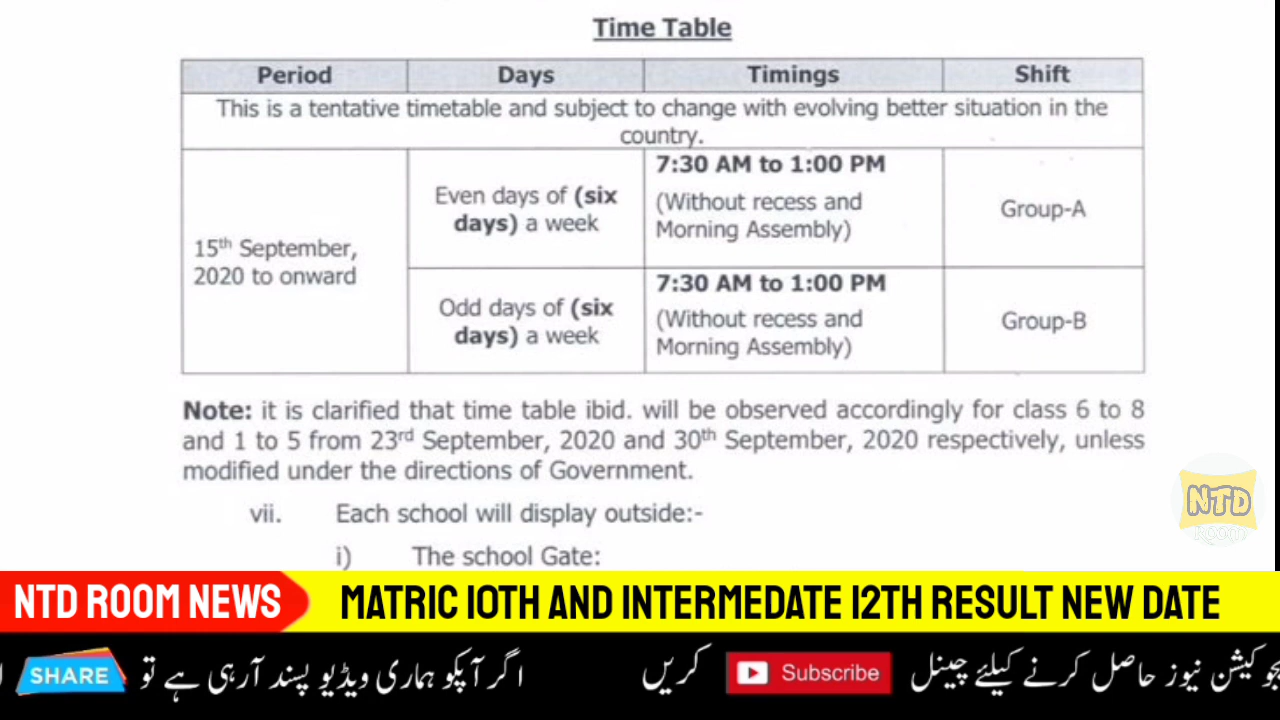 Time Table
Period Days Timings Shift
This is a tentative timetable and subject to change with evolving better situation in the
country.
15th September,
2020 to onward
Even days of (six
days) a week
7:30 AM to 1:00 PM
(Without recess and
Morning Assembly)
Group-A
Odd days of (six
days) a week
7:30 AM to 1:00 PM
(Without recess and
Morning Assembly)
Group-B
Note: it is clarified that time table ibid. will be observed accordingly for class 6 to 8
and 1 to 5 from 23rd September, 2020 and 30th September, 2020 respectively, unless
modified under the directions of Government.
vii. Each school will display outside:-
i) The school Gate:
NTD
ROOM
NTD ROOM NEWS MATRIC 10TH AND INTERMEDATE 12TH RESULT NEW DATE
یجوکیشن نیوز حاصل کرنے کیلئے چینل Subscribe کریں اگر آپکو ہماری ویڈیو پسند آرہی ہے تو SHARE